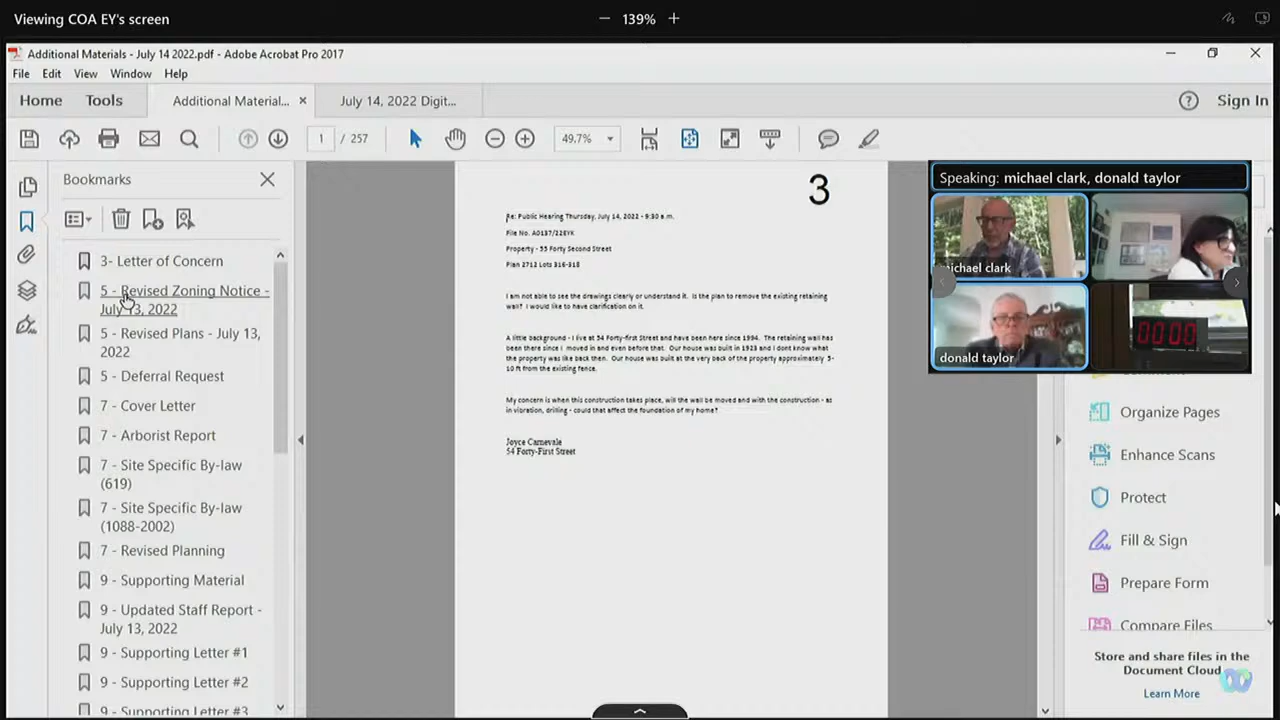 Viewing COA EY's screen
139%
Additional Materials - July 14 2022.pdf - Adobe Acrobat Pro 2017
File Edit View Window Help
Home Tools Additional Material... July 14, 2022 Digit... Sign In
1 / 257 49.7%
Bookmarks
3- Letter of Concern
5 - Revised Zoning Notice -
July 13, 2022
5 - Revised Plans - July 13,
2022
5 - Deferral Request
7 - Cover Letter
7 - Arborist Report
7 - Site Specific By-law
(619)
7 - Site Specific By-law
(1088-2002)
7 - Revised Planning
9 - Supporting Material
9 - Updated Staff Report -
July 13, 2022
9 - Supporting Letter #1
9 - Supporting Letter #2
9 - Supporting Letter #3
3
Re: Public Hearing Thursday, July 14, 2022 - 9:30 a.m.
File No. A0137/22EYK
Property - 55 Forty Second Street
Plan 2712 Lots 316-318
I am not able to see the drawings clearly or understand it. Is the plan to remove the existing retaining
wall? I would like to have clarification on it.
A little background - I live at 54 Forty-first Street and have been here since 1994. The retaining wall has
been there since I moved in and even before that. Our house was built in 1923 and I dont know what
the property was like back then. Our house was built at the very back of the property approximately 5-
10 ft from the existing fence.
My concern is when this construction takes place, will the wall be moved and with the construction - as
in vibration, drilling - could that affect the foundation of my home?
Joyce Carnevale
54 Forty-First Street
Speaking: michael clark, donald taylor
michael clark
donald taylor
00:00
Organize Pages
Enhance Scans
Protect
Fill & Sign
Prepare Form
Compare Files
Store and share files in the
Document Cloud
Learn More